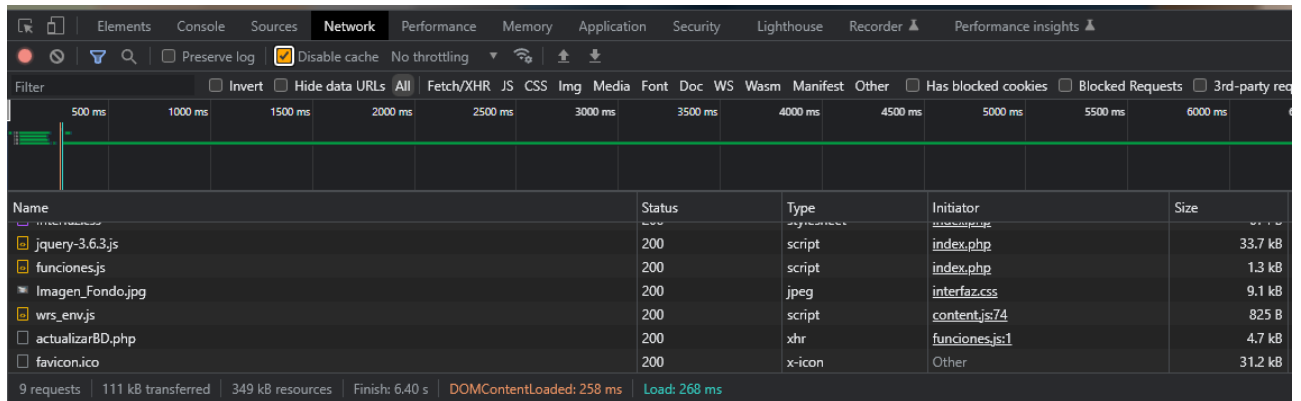 Elements Console Sources Network Performance Memory Application Security Lighthouse Recorder Performance insights
Preserve log Disable cache No throttling
Filter Invert Hide data URLs All Fetch/XHR JS CSS Img Media Font Doc WS Wasm Manifest Other Has blocked cookies Blocked Requests 3rd-party req
500 ms 1000 ms 1500 ms 2000 ms 2500 ms 3000 ms 3500 ms 4000 ms 4500 ms 5000 ms 5500 ms 6000 ms
Name Status Type Initiator Size
jquery-3.6.3.js 200 script index.php 33.7 kB
funciones.js 200 script index.php 1.3 kB
Imagen_Fondo.jpg 200 jpeg interfaz.css 9.1 kB
wrs_env.js 200 script content.js:74 825 B
actualizarBD.php 200 xhr funciones.js:1 4.7 kB
favicon.ico 200 x-icon Other 31.2 kB
9 requests 111 kB transferred 349 kB resources Finish: 6.40 s DOMContentLoaded: 258 ms Load: 268 ms